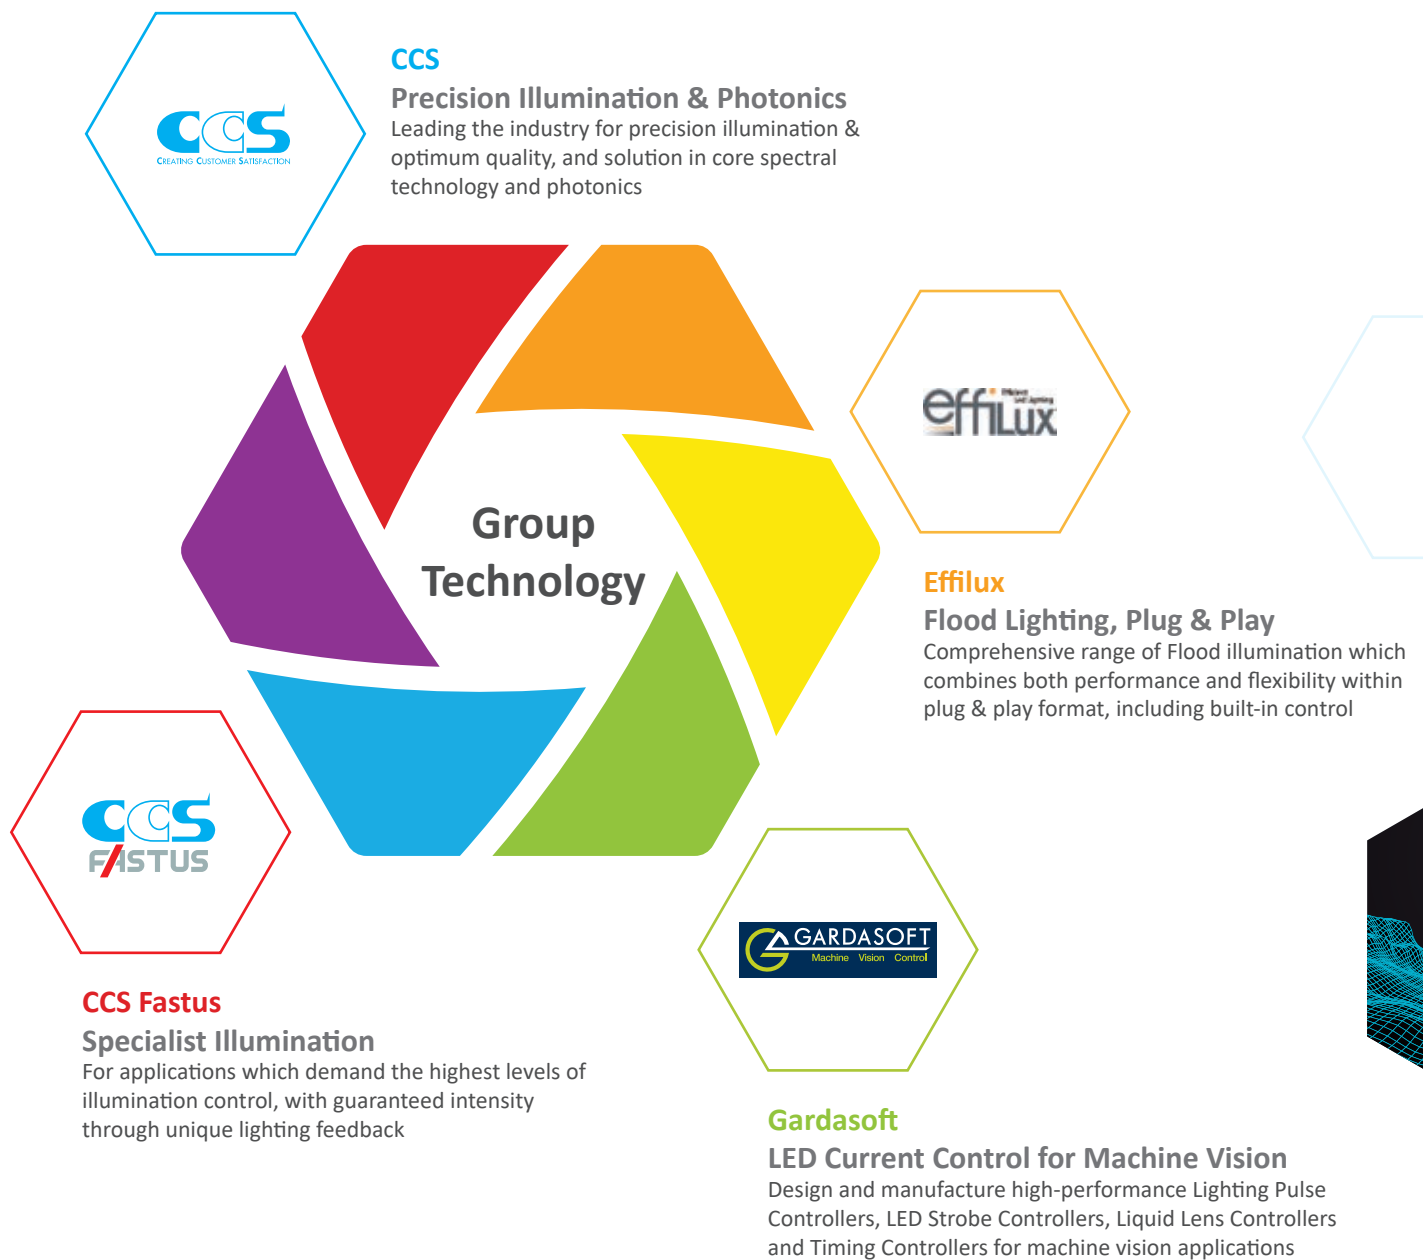 CCS
CREATING CUSTOMER SATISFACTION
CCS
Precision Illumination & Photonics
Leading the industry for precision illumination &
optimum quality, and solution in core spectral
technology and photonics
Group
Technology
effiLUX
Efficient
Led Lighting
Effilux
Flood Lighting, Plug & Play
Comprehensive range of Flood illumination which
combines both performance and flexibility within
plug & play format, including built-in control
CCS
FASTUS
CCS Fastus
Specialist Illumination
For applications which demand the highest levels of
illumination control, with guaranteed intensity
through unique lighting feedback
GARDASOFT
Machine Vision Control
Gardasoft
LED Current Control for Machine Vision
Design and manufacture high-performance Lighting Pulse
Controllers, LED Strobe Controllers, Liquid Lens Controllers
and Timing Controllers for machine vision applications